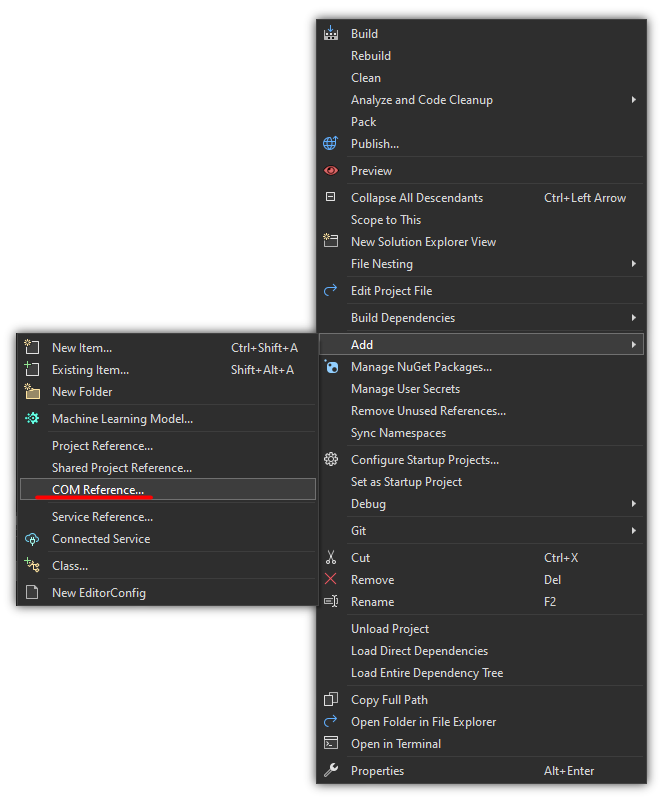 Build
Rebuild
Clean
Analyze and Code Cleanup
Pack
Publish...
Preview
Collapse All Descendants Ctrl+Left Arrow
Scope to This
New Solution Explorer View
File Nesting
Edit Project File
Build Dependencies
Add
Manage NuGet Packages...
Manage User Secrets
Remove Unused References...
Sync Namespaces
Configure Startup Projects...
Set as Startup Project
Debug
Git
Cut Ctrl+X
Remove Del
Rename F2
Unload Project
Load Direct Dependencies
Load Entire Dependency Tree
Copy Full Path
Open Folder in File Explorer
Open in Terminal
Properties Alt+Enter
New Item... Ctrl+Shift+A
Existing Item... Shift+Alt+A
New Folder
Machine Learning Model...
Project Reference...
Shared Project Reference...
COM Reference...
Service Reference...
Connected Service
Class...
New EditorConfig